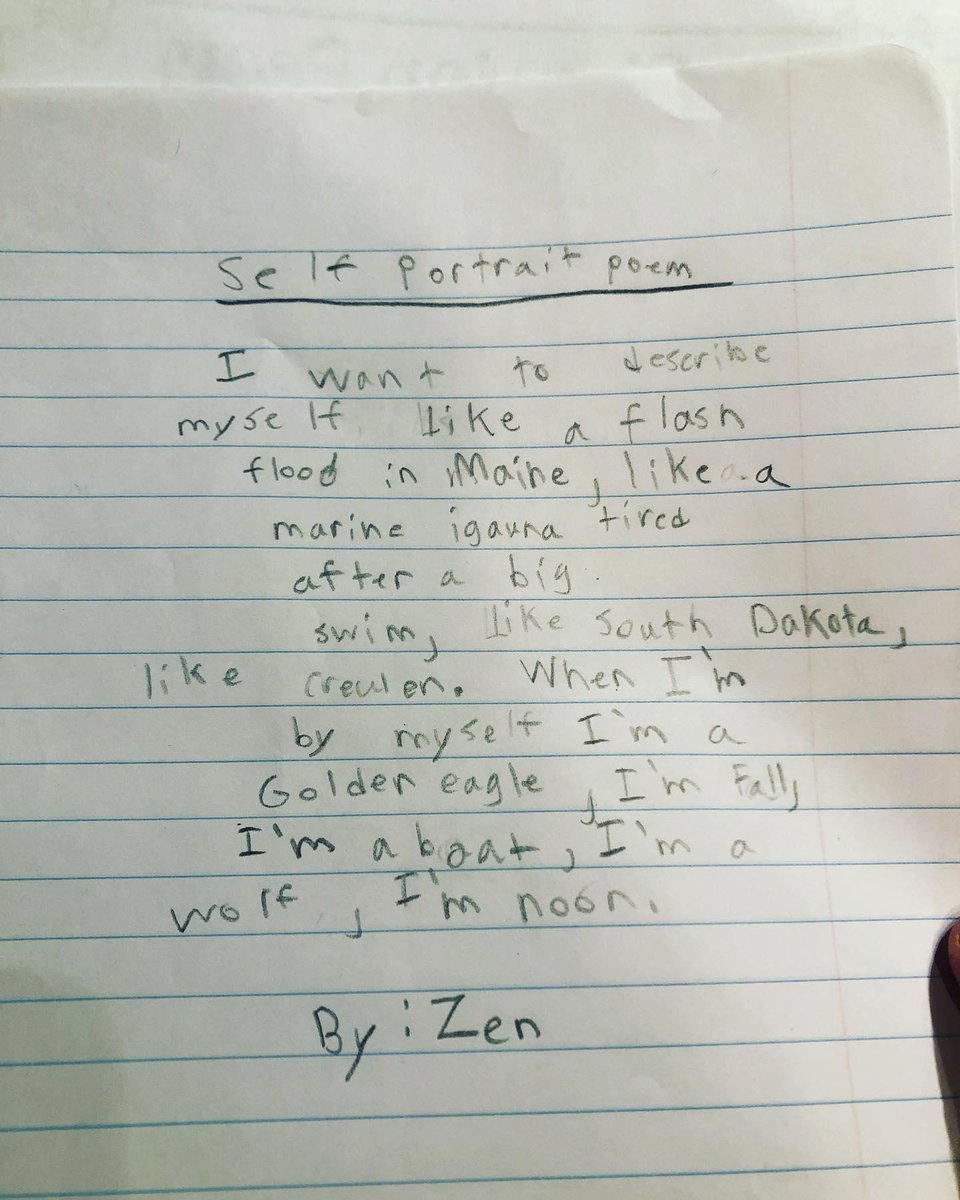 Self Portrait poem
I want to describe
myself like a flash
flood in Maine, like a
marine igauna tired
after a big
swim, like South Dakota,
like creulen. When I'm
by myself I'm a
Golden eagle, I'm Fall,
I'm a boat, I'm a
wolf, I'm noon.
By: Zen